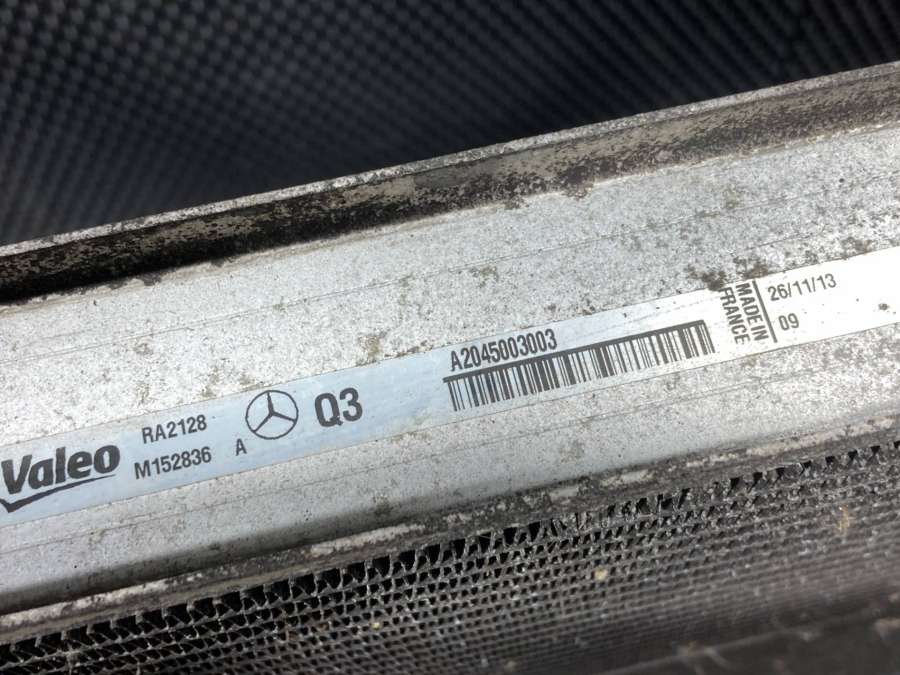 Valeo
RA2128
M152836 A
Q3
A2045003003
MADE IN
FRANCE
26/11/13
09